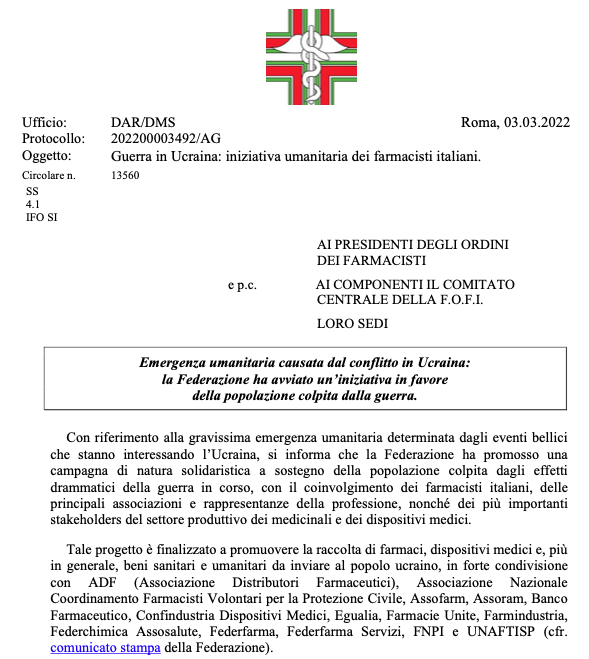 Ufficio: DAR/DMS Roma, 03.03.2022
Protocollo: 202200003492/AG
Oggetto: Guerra in Ucraina: iniziativa umanitaria dei farmacisti italiani.
Circolare n. 13560
SS
4.1
IFO SI
AI PRESIDENTI DEGLI ORDINI
DEI FARMACISTI
e p.c. AI COMPONENTI IL COMITATO
CENTRALE DELLA F.O.F.I.
LORO SEDI
Emergenza umanitaria causata dal conflitto in Ucraina:
la Federazione ha avviato un’iniziativa in favore
della popolazione colpita dalla guerra.
Con riferimento alla gravissima emergenza umanitaria determinata dagli eventi bellici
che stanno interessando l’Ucraina, si informa che la Federazione ha promosso una
campagna di natura solidaristica a sostegno della popolazione colpita dagli effetti
drammatici della guerra in corso, con il coinvolgimento dei farmacisti italiani, delle
principali associazioni e rappresentanze della professione, nonché dei più importanti
stakeholders del settore produttivo dei medicinali e dei dispositivi medici.
Tale progetto è finalizzato a promuovere la raccolta di farmaci, dispositivi medici e, più
in generale, beni sanitari e umanitari da inviare al popolo ucraino, in forte condivisione
con ADF (Associazione Distributori Farmaceutici), Associazione Nazionale
Coordinamento Farmacisti Volontari per la Protezione Civile, Assofarm, Assoram, Banco
Farmaceutico, Confindustria Dispositivi Medici, Egualia, Farmacie Unite, Farmindustria,
Federchimica Assosalute, Federfarma, Federfarma Servizi, FNPI e UNAFTISP (cfr.
comunicato stampa della Federazione).